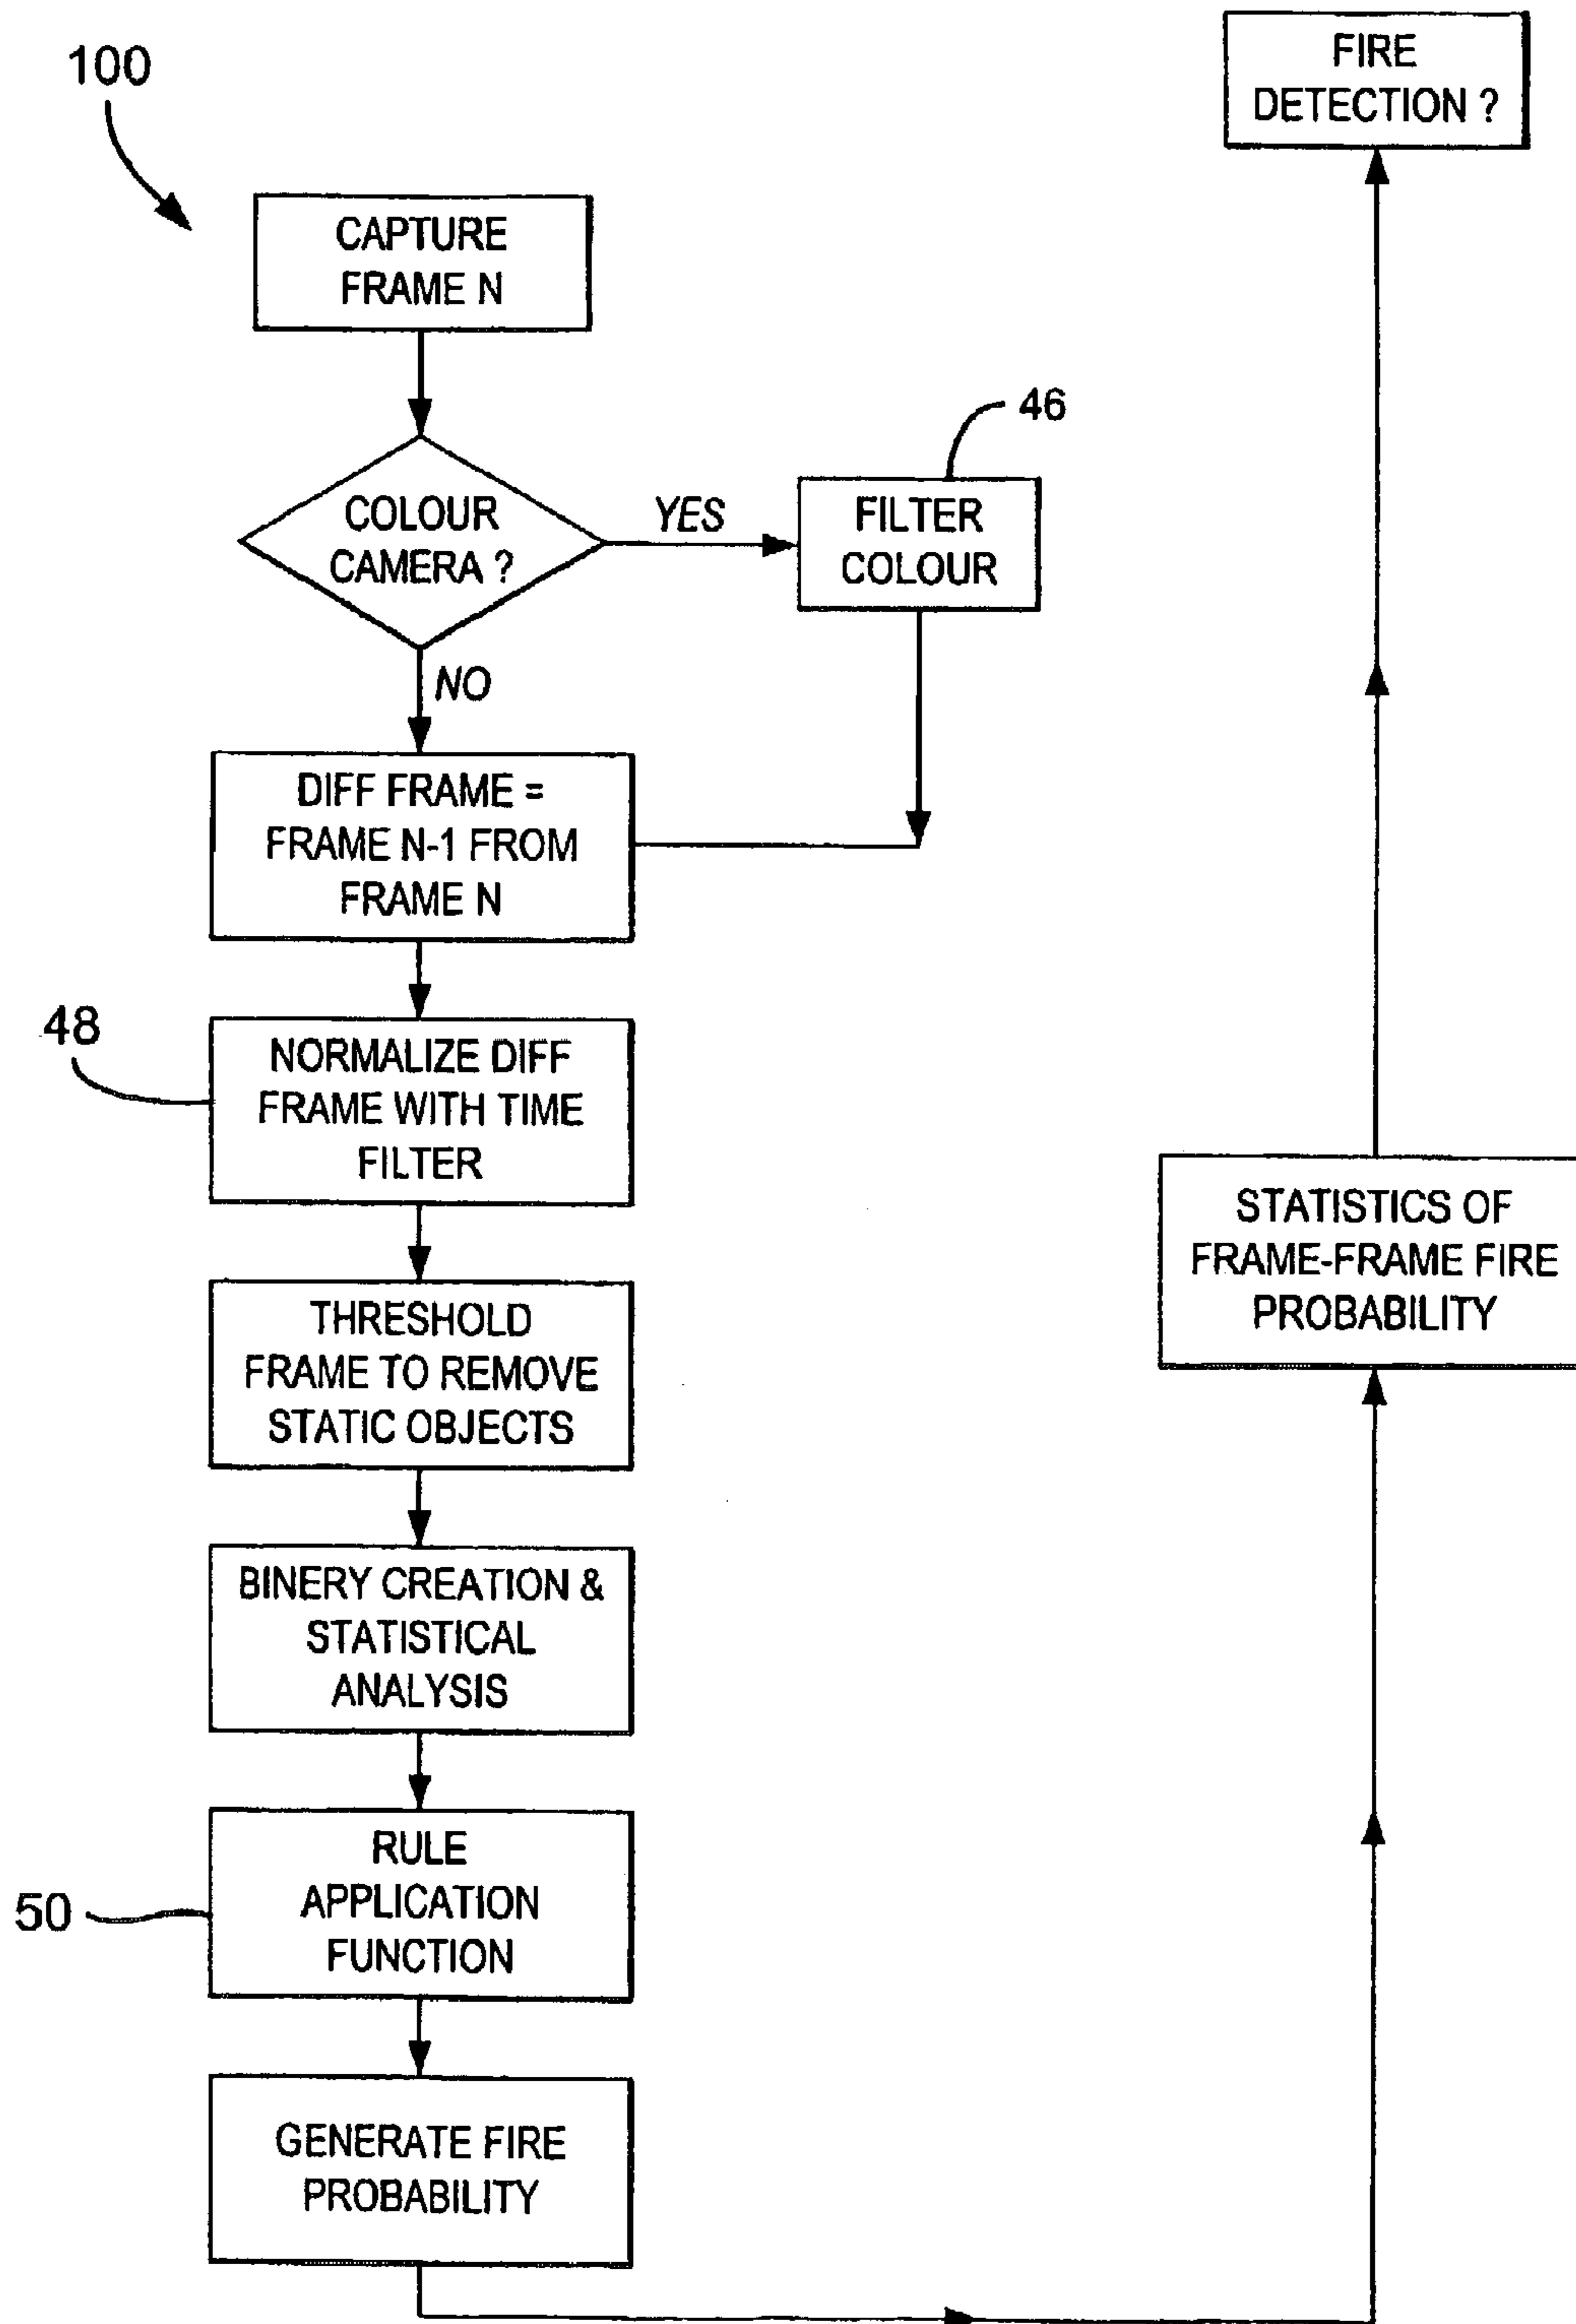 100
CAPTURE
FRAME N
COLOUR
CAMERA ?
YES
46
FILTER
COLOUR
NO
DIFF FRAME =
FRAME N-1 FROM
FRAME N
48
NORMALIZE DIFF
FRAME WITH TIME
FILTER
THRESHOLD
FRAME TO REMOVE
STATIC OBJECTS
BINERY CREATION &
STATISTICAL
ANALYSIS
50
RULE
APPLICATION
FUNCTION
GENERATE FIRE
PROBABILITY
STATISTICS OF
FRAME-FRAME FIRE
PROBABILITY
FIRE
DETECTION ?